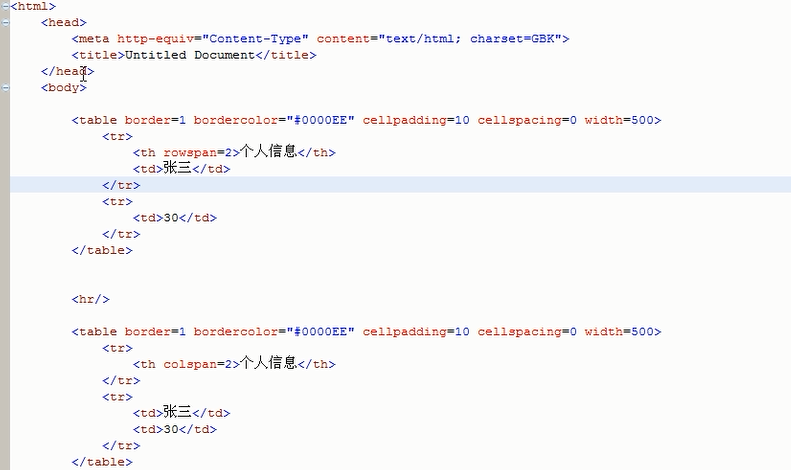 <html>
<head>
<meta http-equiv="Content-Type" content="text/html; charset=GBK">
<title>Untitled Document</title>
</head>
<body>
<table border=1 bordercolor="#0000EE" cellpadding=10 cellspacing=0 width=500>
<tr>
<th rowspan=2>个人信息</th>
<td>张三</td>
</tr>
<tr>
<td>30</td>
</tr>
</table>
<hr/>
<table border=1 bordercolor="#0000EE" cellpadding=10 cellspacing=0 width=500>
<tr>
<th colspan=2>个人信息</th>
</tr>
<tr>
<td>张三</td>
<td>30</td>
</tr>
</table>